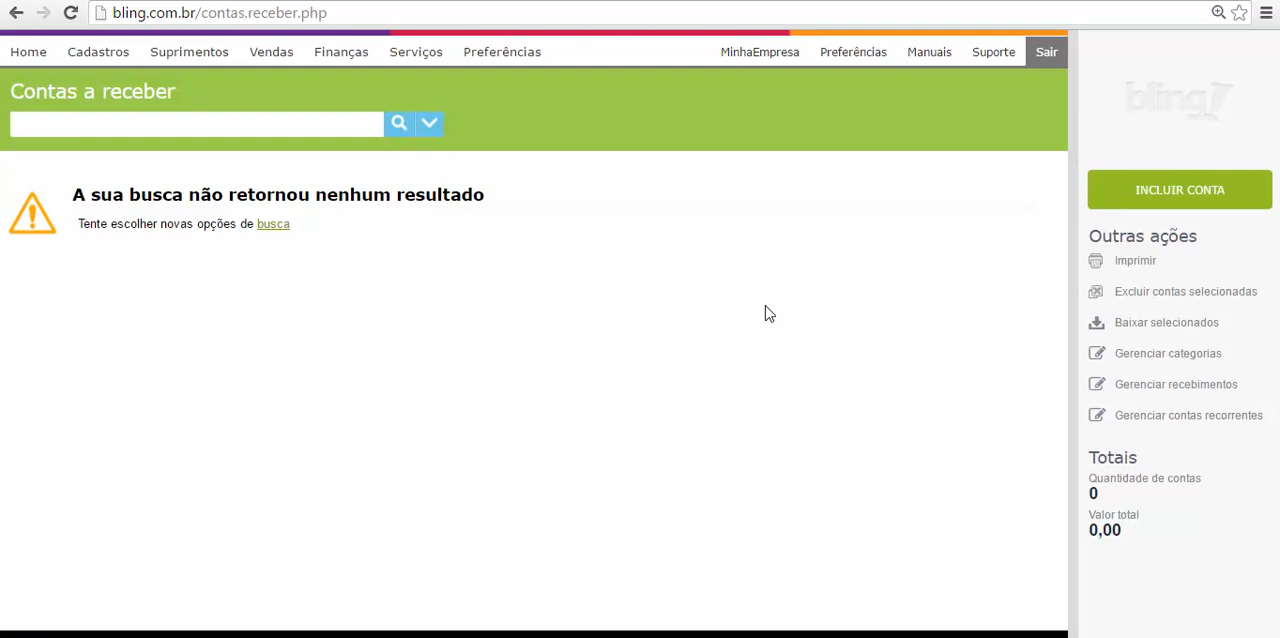 bling.com.br/contas.receber.php
Home Cadastros Suprimentos Vendas Finanças Serviços Preferências MinhaEmpresa Preferências Manuais Suporte Sair
Contas a receber
bling
A sua busca não retornou nenhum resultado
Tente escolher novas opções de busca
INCLUIR CONTA
Outras ações
Imprimir
Excluir contas selecionadas
Baixar selecionados
Gerenciar categorias
Gerenciar recebimentos
Gerenciar contas recorrentes
Totais
Quantidade de contas
0
Valor total
0,00